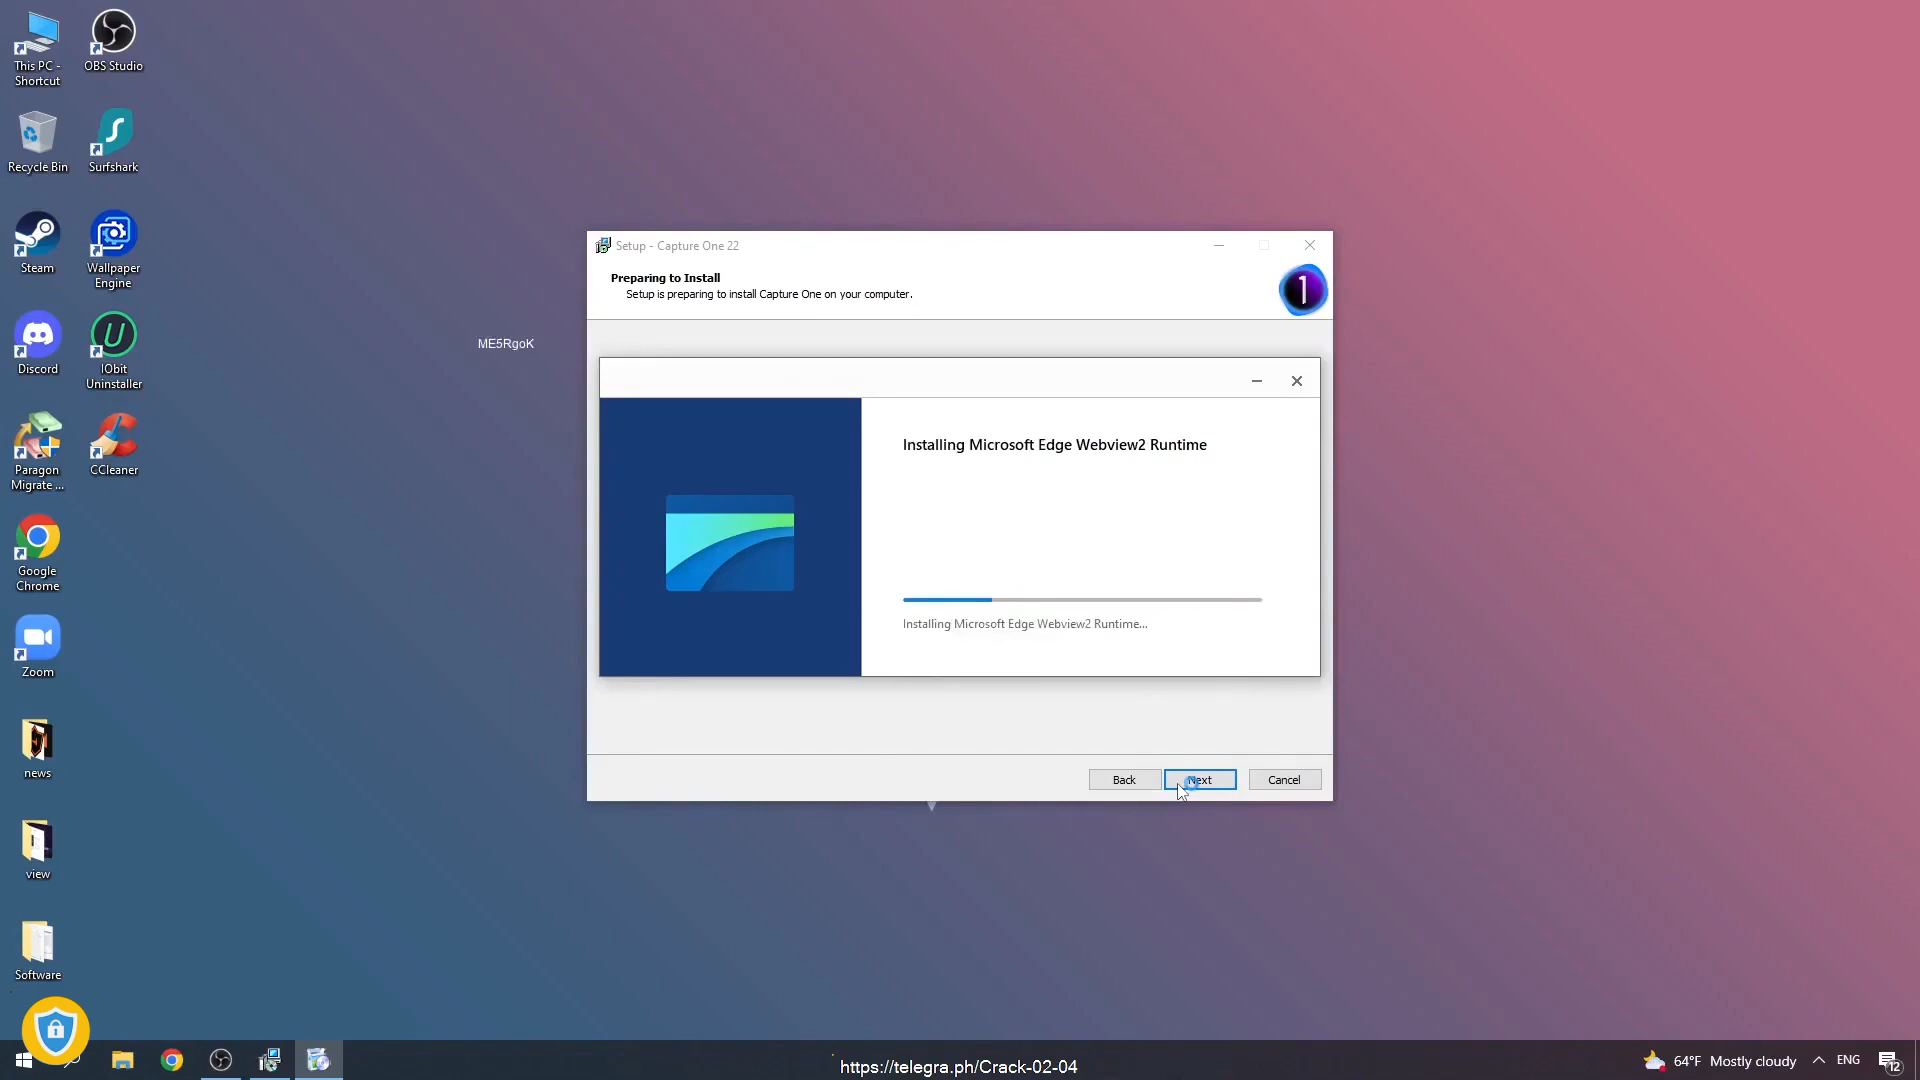 This PC -
Shortcut
OBS Studio
Recycle Bin
Surfshark
Steam
Wallpaper
Engine
Discord
IObit
Uninstaller
Paragon
Migrate ...
CCleaner
Google
Chrome
Zoom
news
view
Software
ME5RgoK
Setup - Capture One 22
Preparing to Install
Setup is preparing to install Capture One on your computer.
1
Installing Microsoft Edge Webview2 Runtime
Installing Microsoft Edge Webview2 Runtime...
Back
Next
Cancel
https://telegra.ph/Crack-02-04
64°F Mostly cloudy
ENG
12